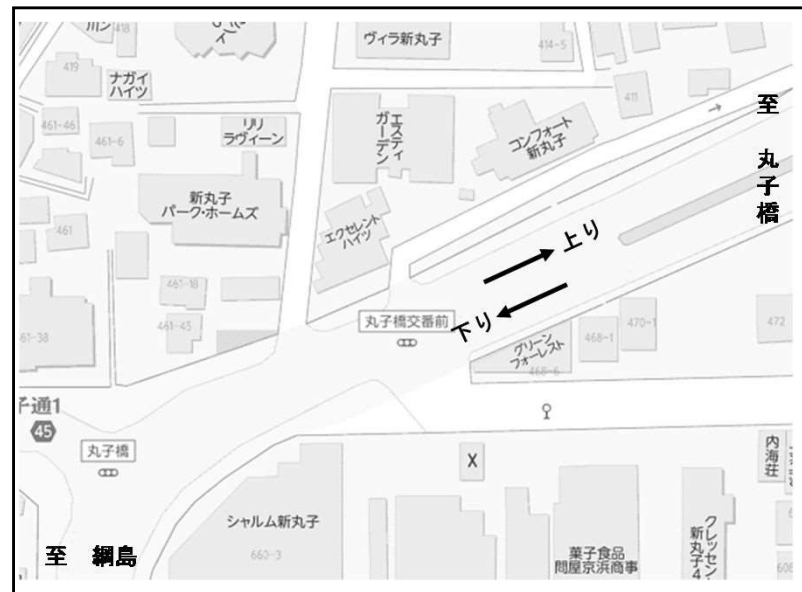 418
419
ナガイ
ハイツ
ヴィラ新丸子
414-5
411
至 丸子橋
461-46
461-6
リリ
ラヴィーン
エスティ
ガーデン
コンフォート
新丸子
新丸子
パーク・ホームズ
461
エクセレント
ハイツ
上り
461-18
461-45
丸子橋交番前
下り
グリーン
フォーレスト
468-6
468-1
470-1
472
61-38
子通1
45
丸子橋
X
内海荘
シャルム新丸子
660-3
菓子食品
問屋京浜商事
クレッセント
新丸子4
至 綱島